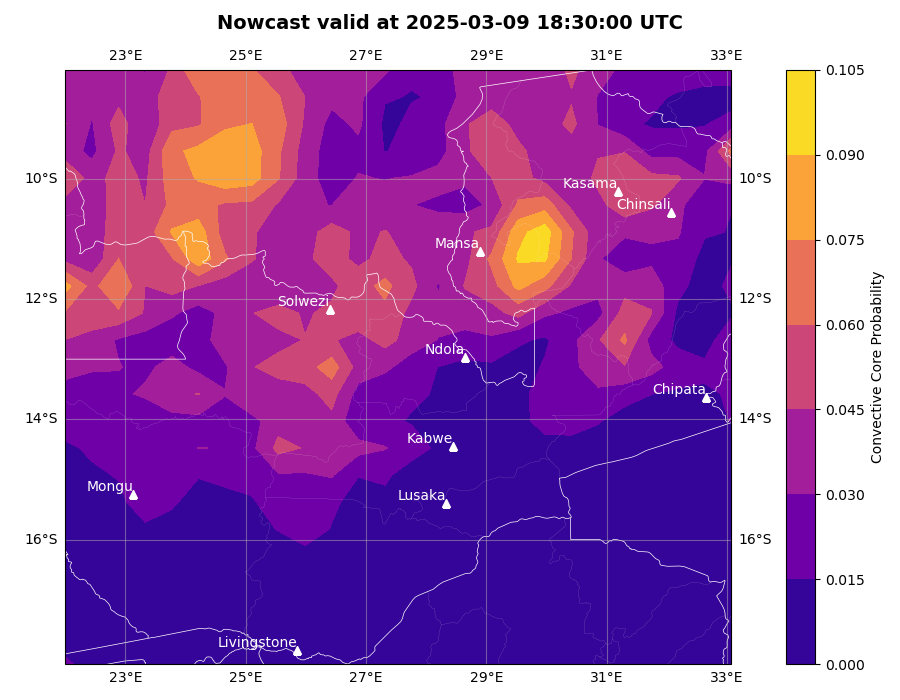 Nowcast valid at 2025-03-09 18:30:00 UTC
23°E 25°E 27°E 29°E 31°E 33°E
0.105
0.090
10°S 10°S
Kasama
Chinsali
Mansa
0.075
12°S 12°S
Solwezi
0.060
Ndola
Chipata
14°S 14°S
0.045
Kabwe
Mongu
Lusaka
0.030
16°S 16°S
0.015
Livingstone
0.000
23°E 25°E 27°E 29°E 31°E 33°E
Convective Core Probability